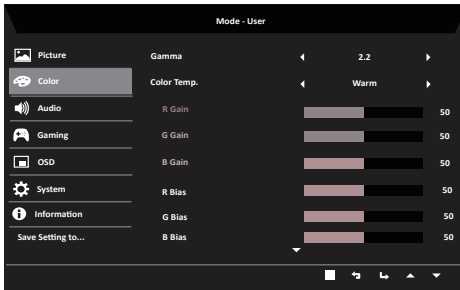 Mode - User
Picture
Color
Audio
Gaming
OSD
System
Information
Save Setting to...
Gamma 2.2
Color Temp. Warm
R Gain 50
G Gain 50
B Gain 50
R Bias 50
G Bias 50
B Bias 50